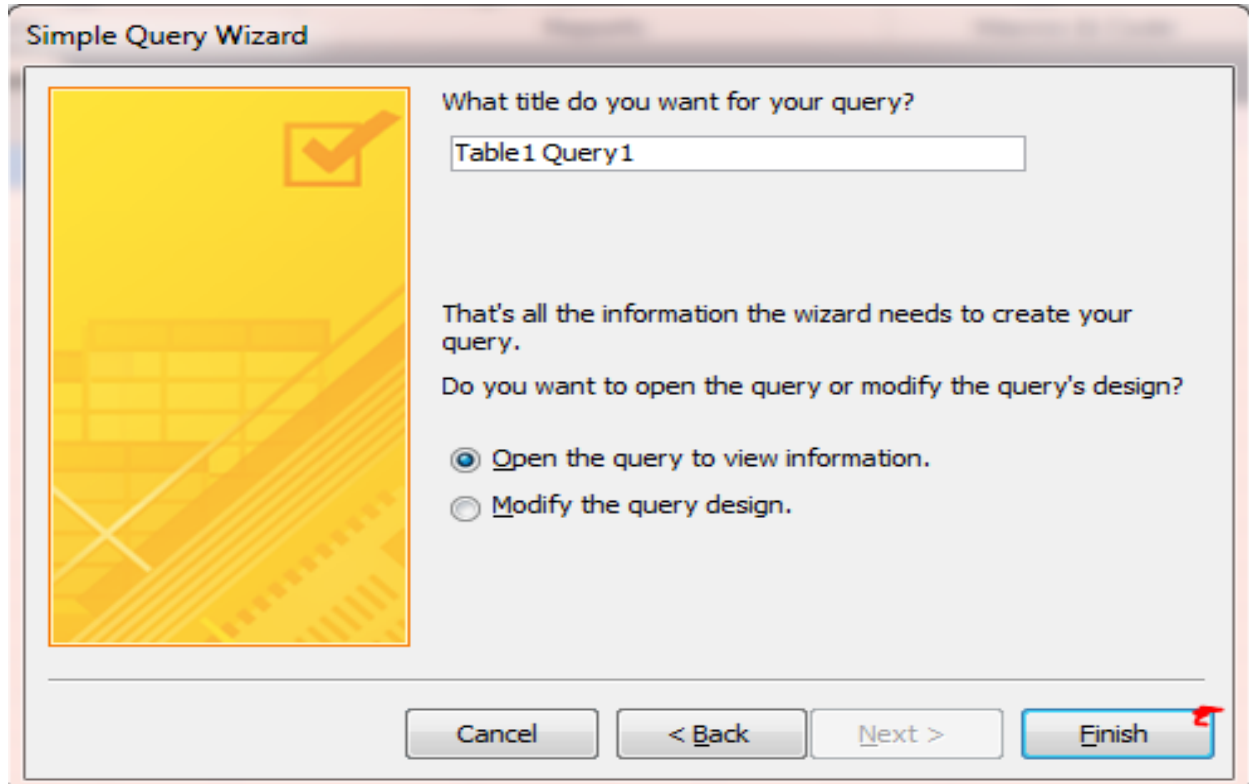 Simple Query Wizard
What title do you want for your query?
Table1 Query1
That's all the information the wizard needs to create your
query.
Do you want to open the query or modify the query's design?
Open the query to view information.
Modify the query design.
Cancel
< Back
Next >
Finish